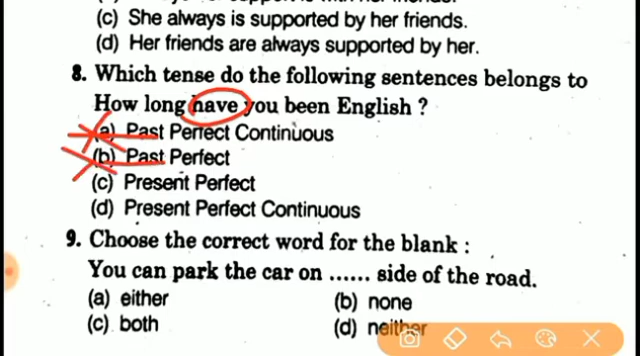 (c) She always is supported by her friends.
(d) Her friends are always supported by her.
8. Which tense do the following sentences belongs to
How long have you been English ?
(a) Past Perfect Continuous
(b) Past Perfect
(c) Present Perfect
(d) Present Perfect Continuous
9. Choose the correct word for the blank :
You can park the car on ...... side of the road.
(a) either (b) none
(c) both (d) neither